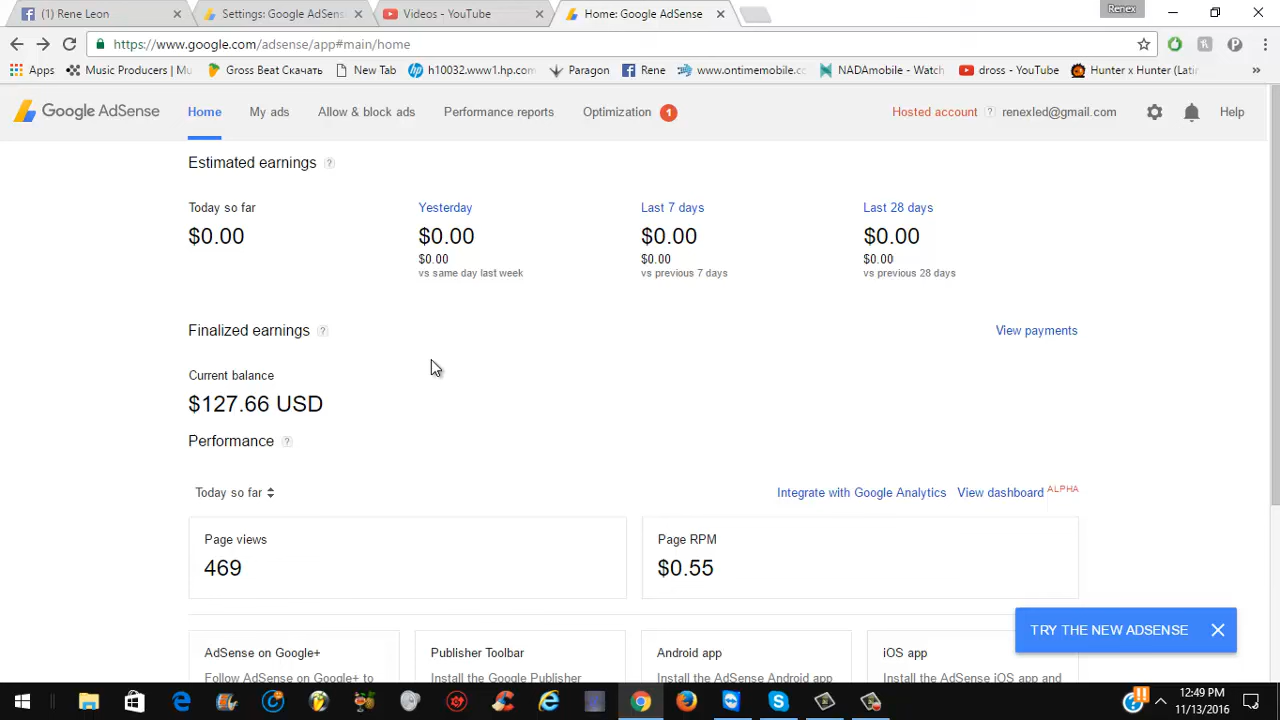 (1) Rene Leon
Settings: Google AdSens
Videos - YouTube
Home: Google AdSense
Renex
https://www.google.com/adsense/app#main/home
Apps
Music Producers | Mu
Gross Beat Скачать
New Tab
h10032.www1.hp.com
Paragon
Rene
www.ontimemobile.cc
NADAmobile - Watch
dross - YouTube
Hunter x Hunter (Latir
»
Google AdSense
Home
My ads
Allow & block ads
Performance reports
Optimization 1
Hosted account ?
renexled@gmail.com
Help
Estimated earnings ?
Today so far
Yesterday
Last 7 days
Last 28 days
$0.00
$0.00
$0.00
$0.00
$0.00
$0.00
$0.00
vs same day last week
vs previous 7 days
vs previous 28 days
Finalized earnings ?
View payments
Current balance
$127.66 USD
Performance ?
Today so far
Integrate with Google Analytics
View dashboard ALPHA
Page views
Page RPM
469
$0.55
TRY THE NEW ADSENSE
AdSense on Google+
Publisher Toolbar
Android app
iOS app
Follow AdSense on Google+ to
Install the Google Publisher
Install the AdSense Android app
Install the AdSense iOS app and
12:49 PM
11/13/2016